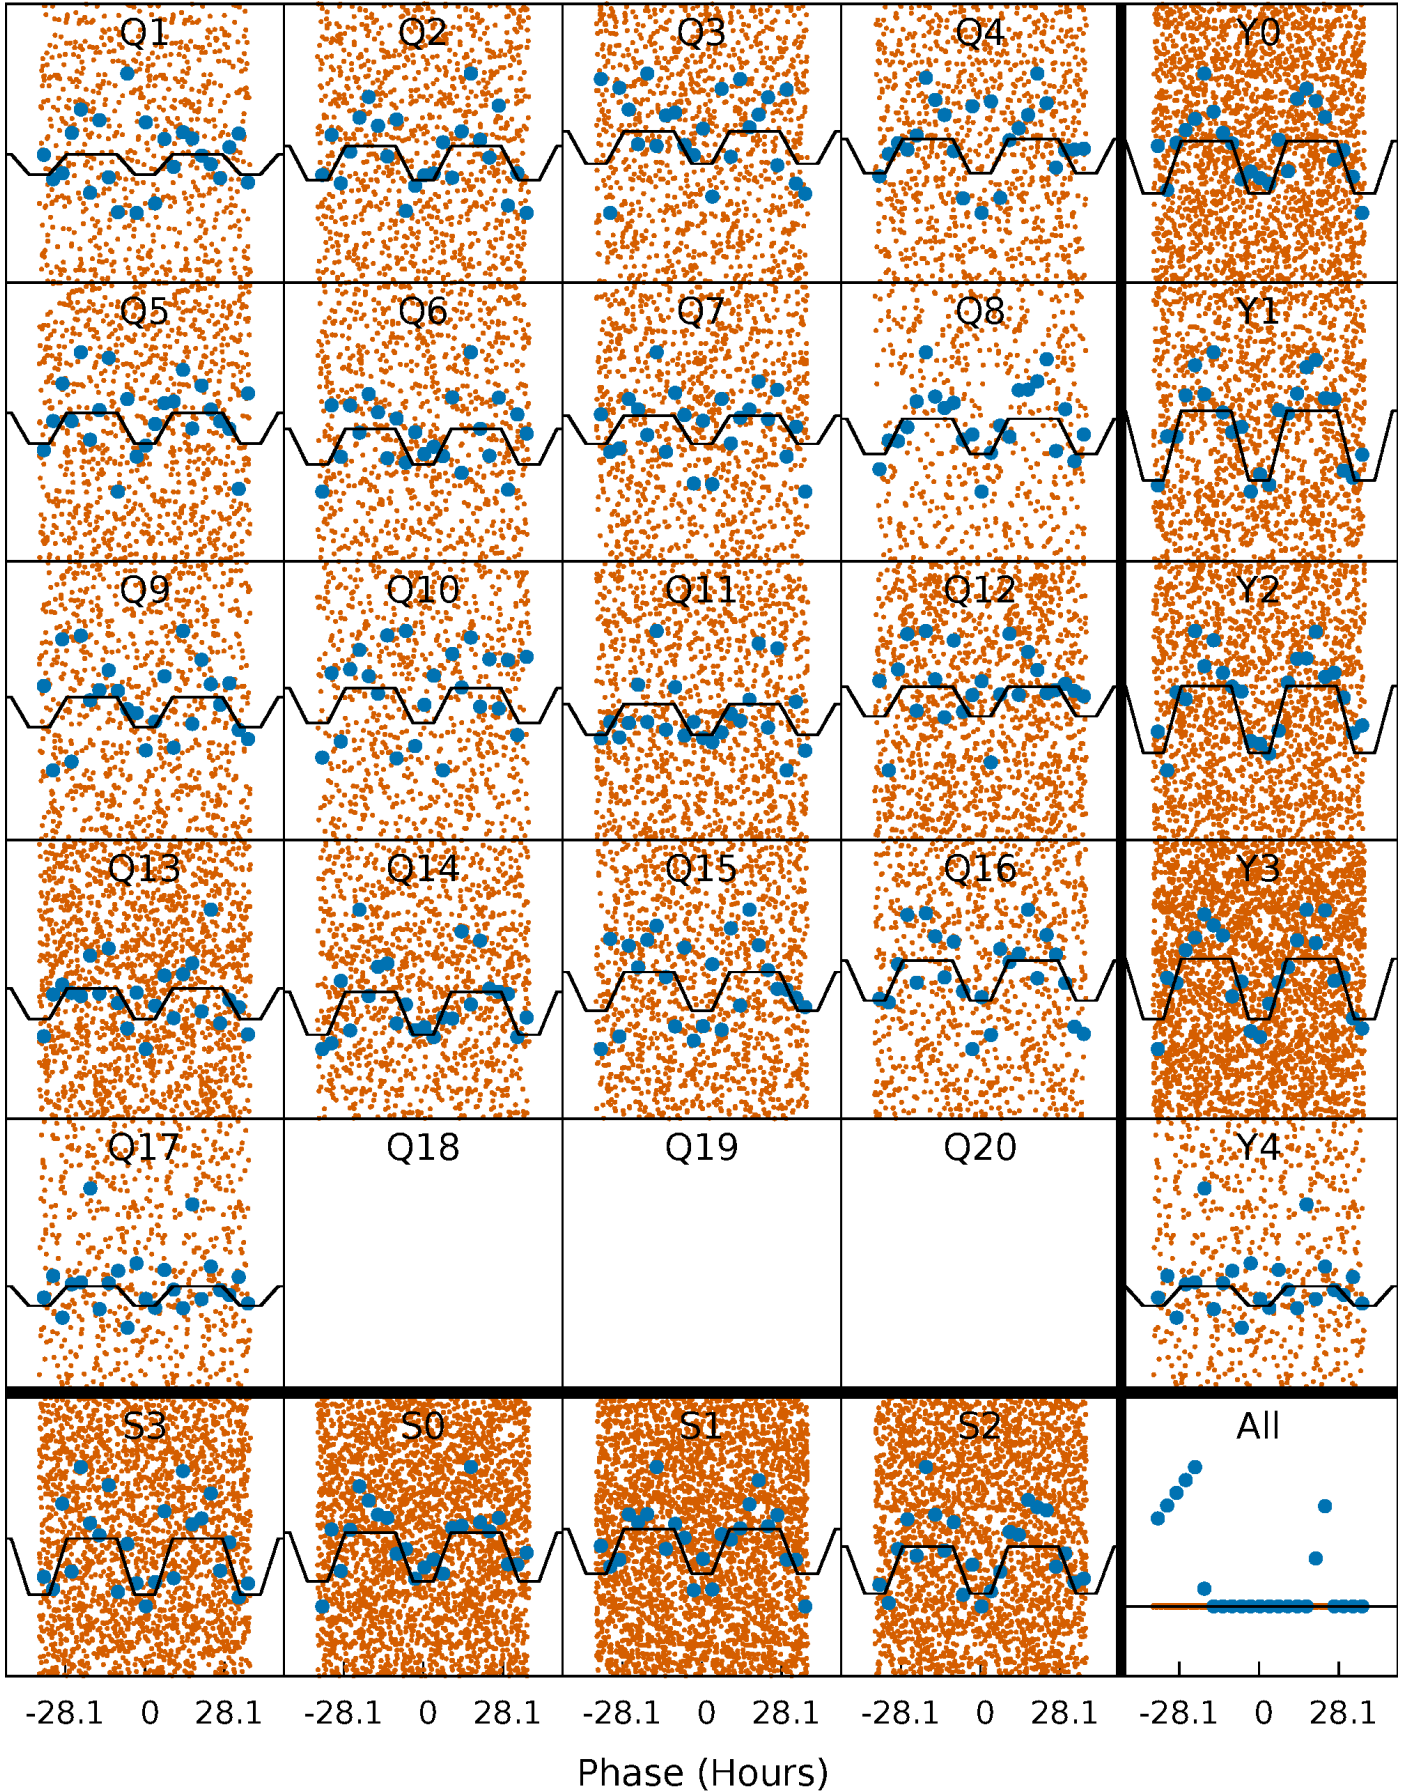 Q1 Q2 Q3 Q4 Y0
Q5 Q6 Q7 Q8 Y1
Q9 Q10 Q11 Q12 Y2
Q13 Q14 Q15 Q16 Y3
Q17 Q18 Q19 Q20 Y4
S3 S0 S1 S2 All
-28.1 0 28.1 -28.1 0 28.1 -28.1 0 28.1 -28.1 0 28.1 -28.1 0 28.1
Phase (Hours)